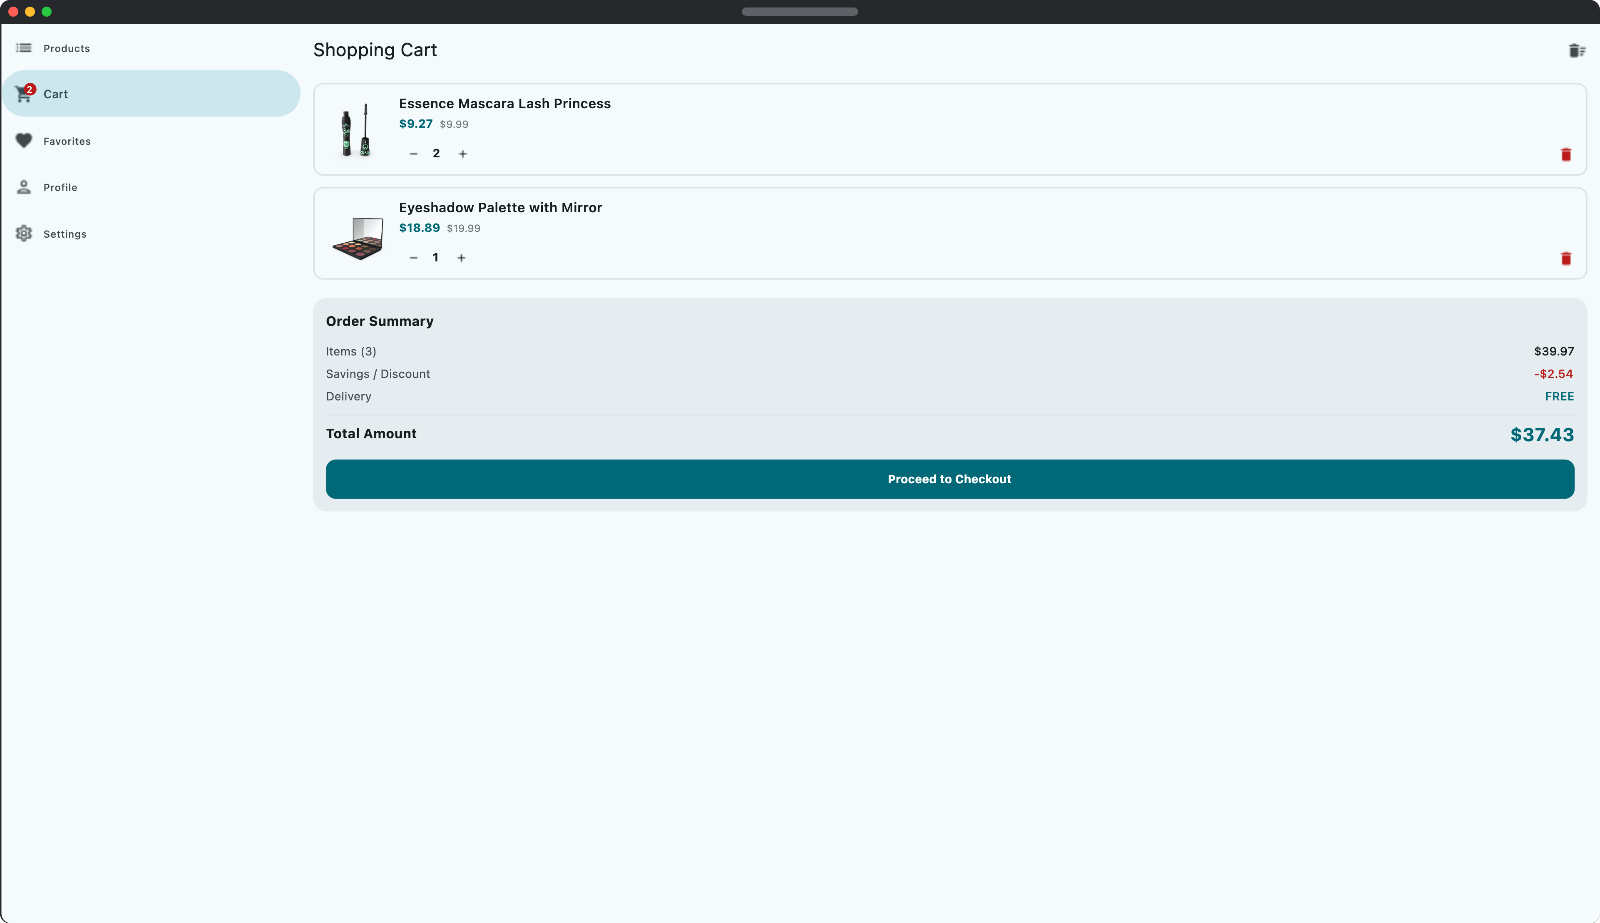 Products
2
Cart
Favorites
Profile
Settings
Shopping Cart
Essence Mascara Lash Princess
$9.27 $9.99
− 2 +
Eyeshadow Palette with Mirror
$18.89 $19.99
− 1 +
Order Summary
Items (3) $39.97
Savings / Discount -$2.54
Delivery FREE
Total Amount $37.43
Proceed to Checkout